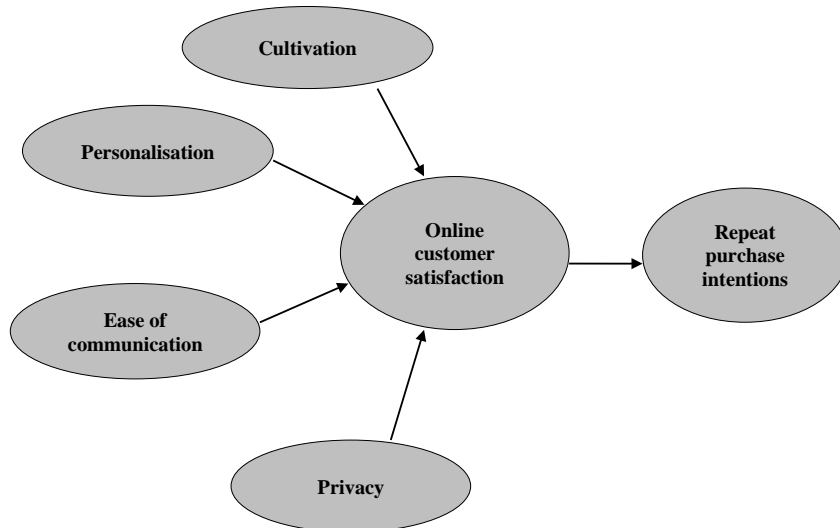 Cultivation
Personalisation
Online
customer
satisfaction
Repeat
purchase
intentions
Ease of
communication
Privacy